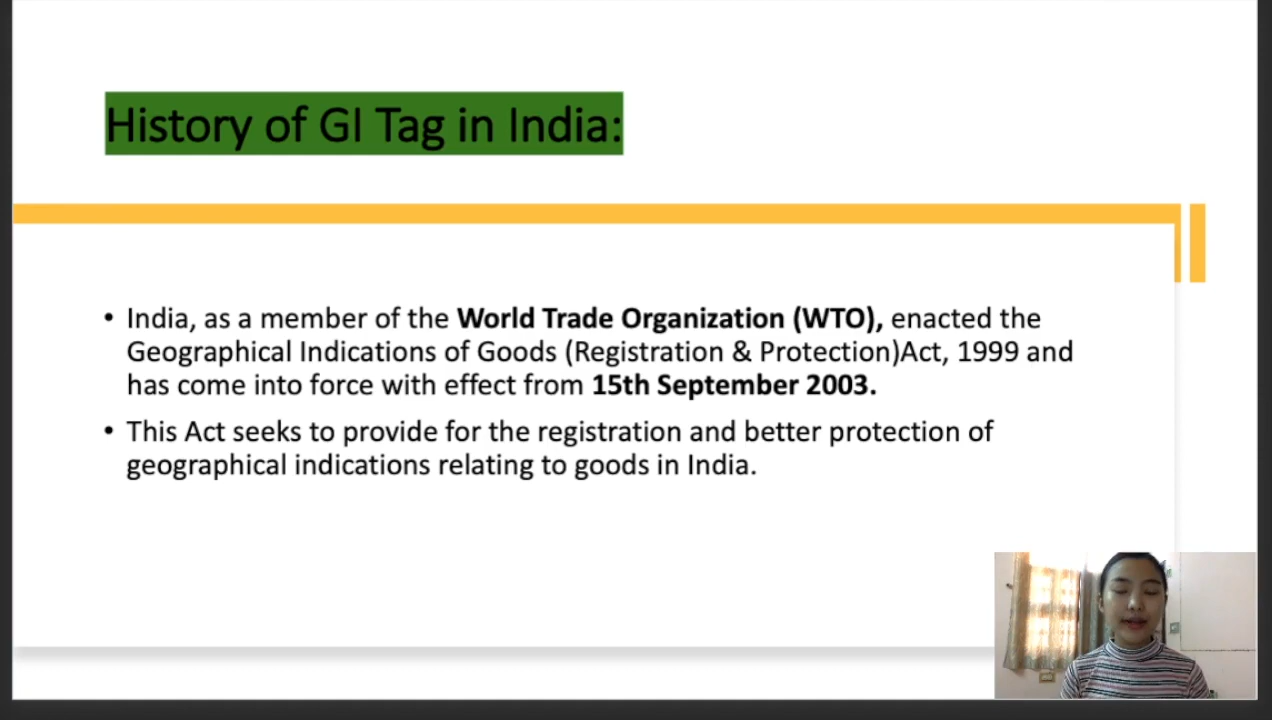 History of GI Tag in India:
• India, as a member of the World Trade Organization (WTO), enacted the
Geographical Indications of Goods (Registration & Protection)Act, 1999 and
has come into force with effect from 15th September 2003.
• This Act seeks to provide for the registration and better protection of
geographical indications relating to goods in India.